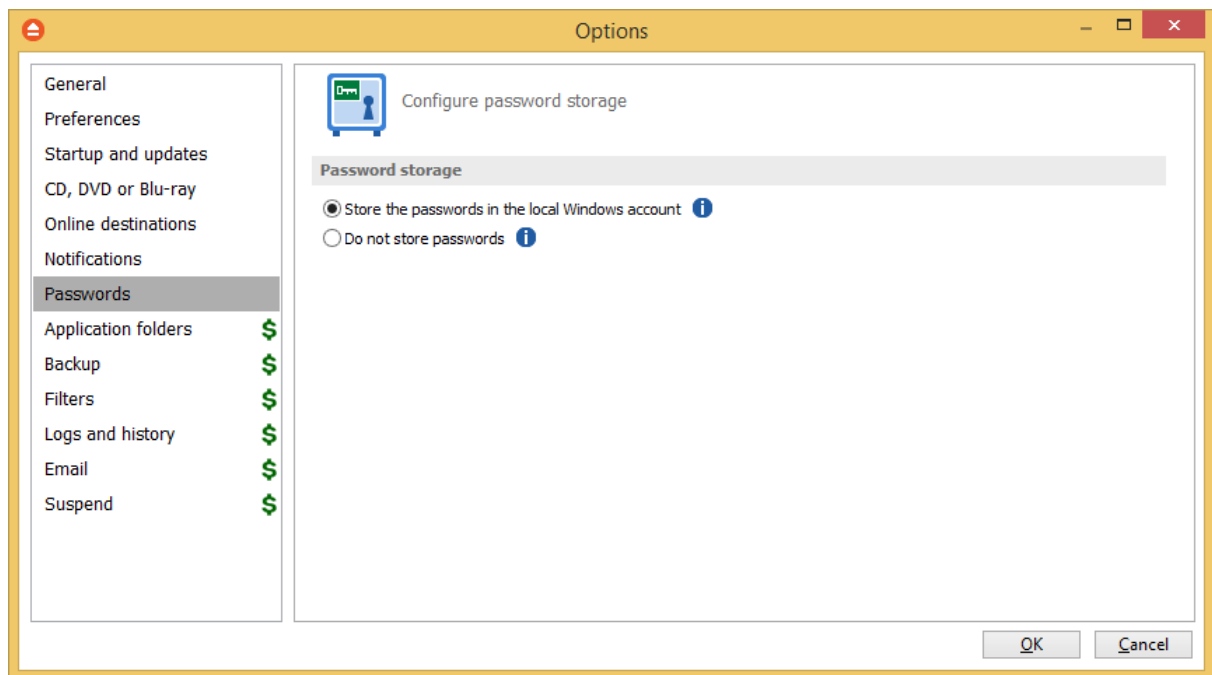 Options
General
Preferences
Startup and updates
CD, DVD or Blu-ray
Online destinations
Notifications
Passwords
Application folders $
Backup $
Filters $
Logs and history $
Email $
Suspend $
Configure password storage
Password storage
Store the passwords in the local Windows account i
Do not store passwords i
OK Cancel